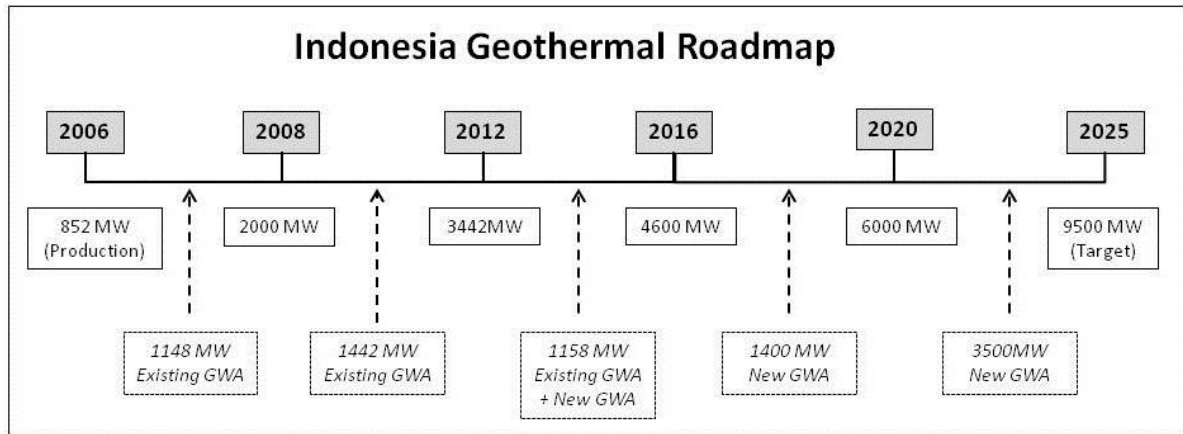 Indonesia Geothermal Roadmap
2006
2008
2012
2016
2020
2025
852 MW
(Production)
2000 MW
3442MW
4600 MW
6000 MW
9500 MW
(Target)
1148 MW
Existing GWA
1442 MW
Existing GWA
1158 MW
Existing GWA
+ New GWA
1400 MW
New GWA
3500MW
New GWA